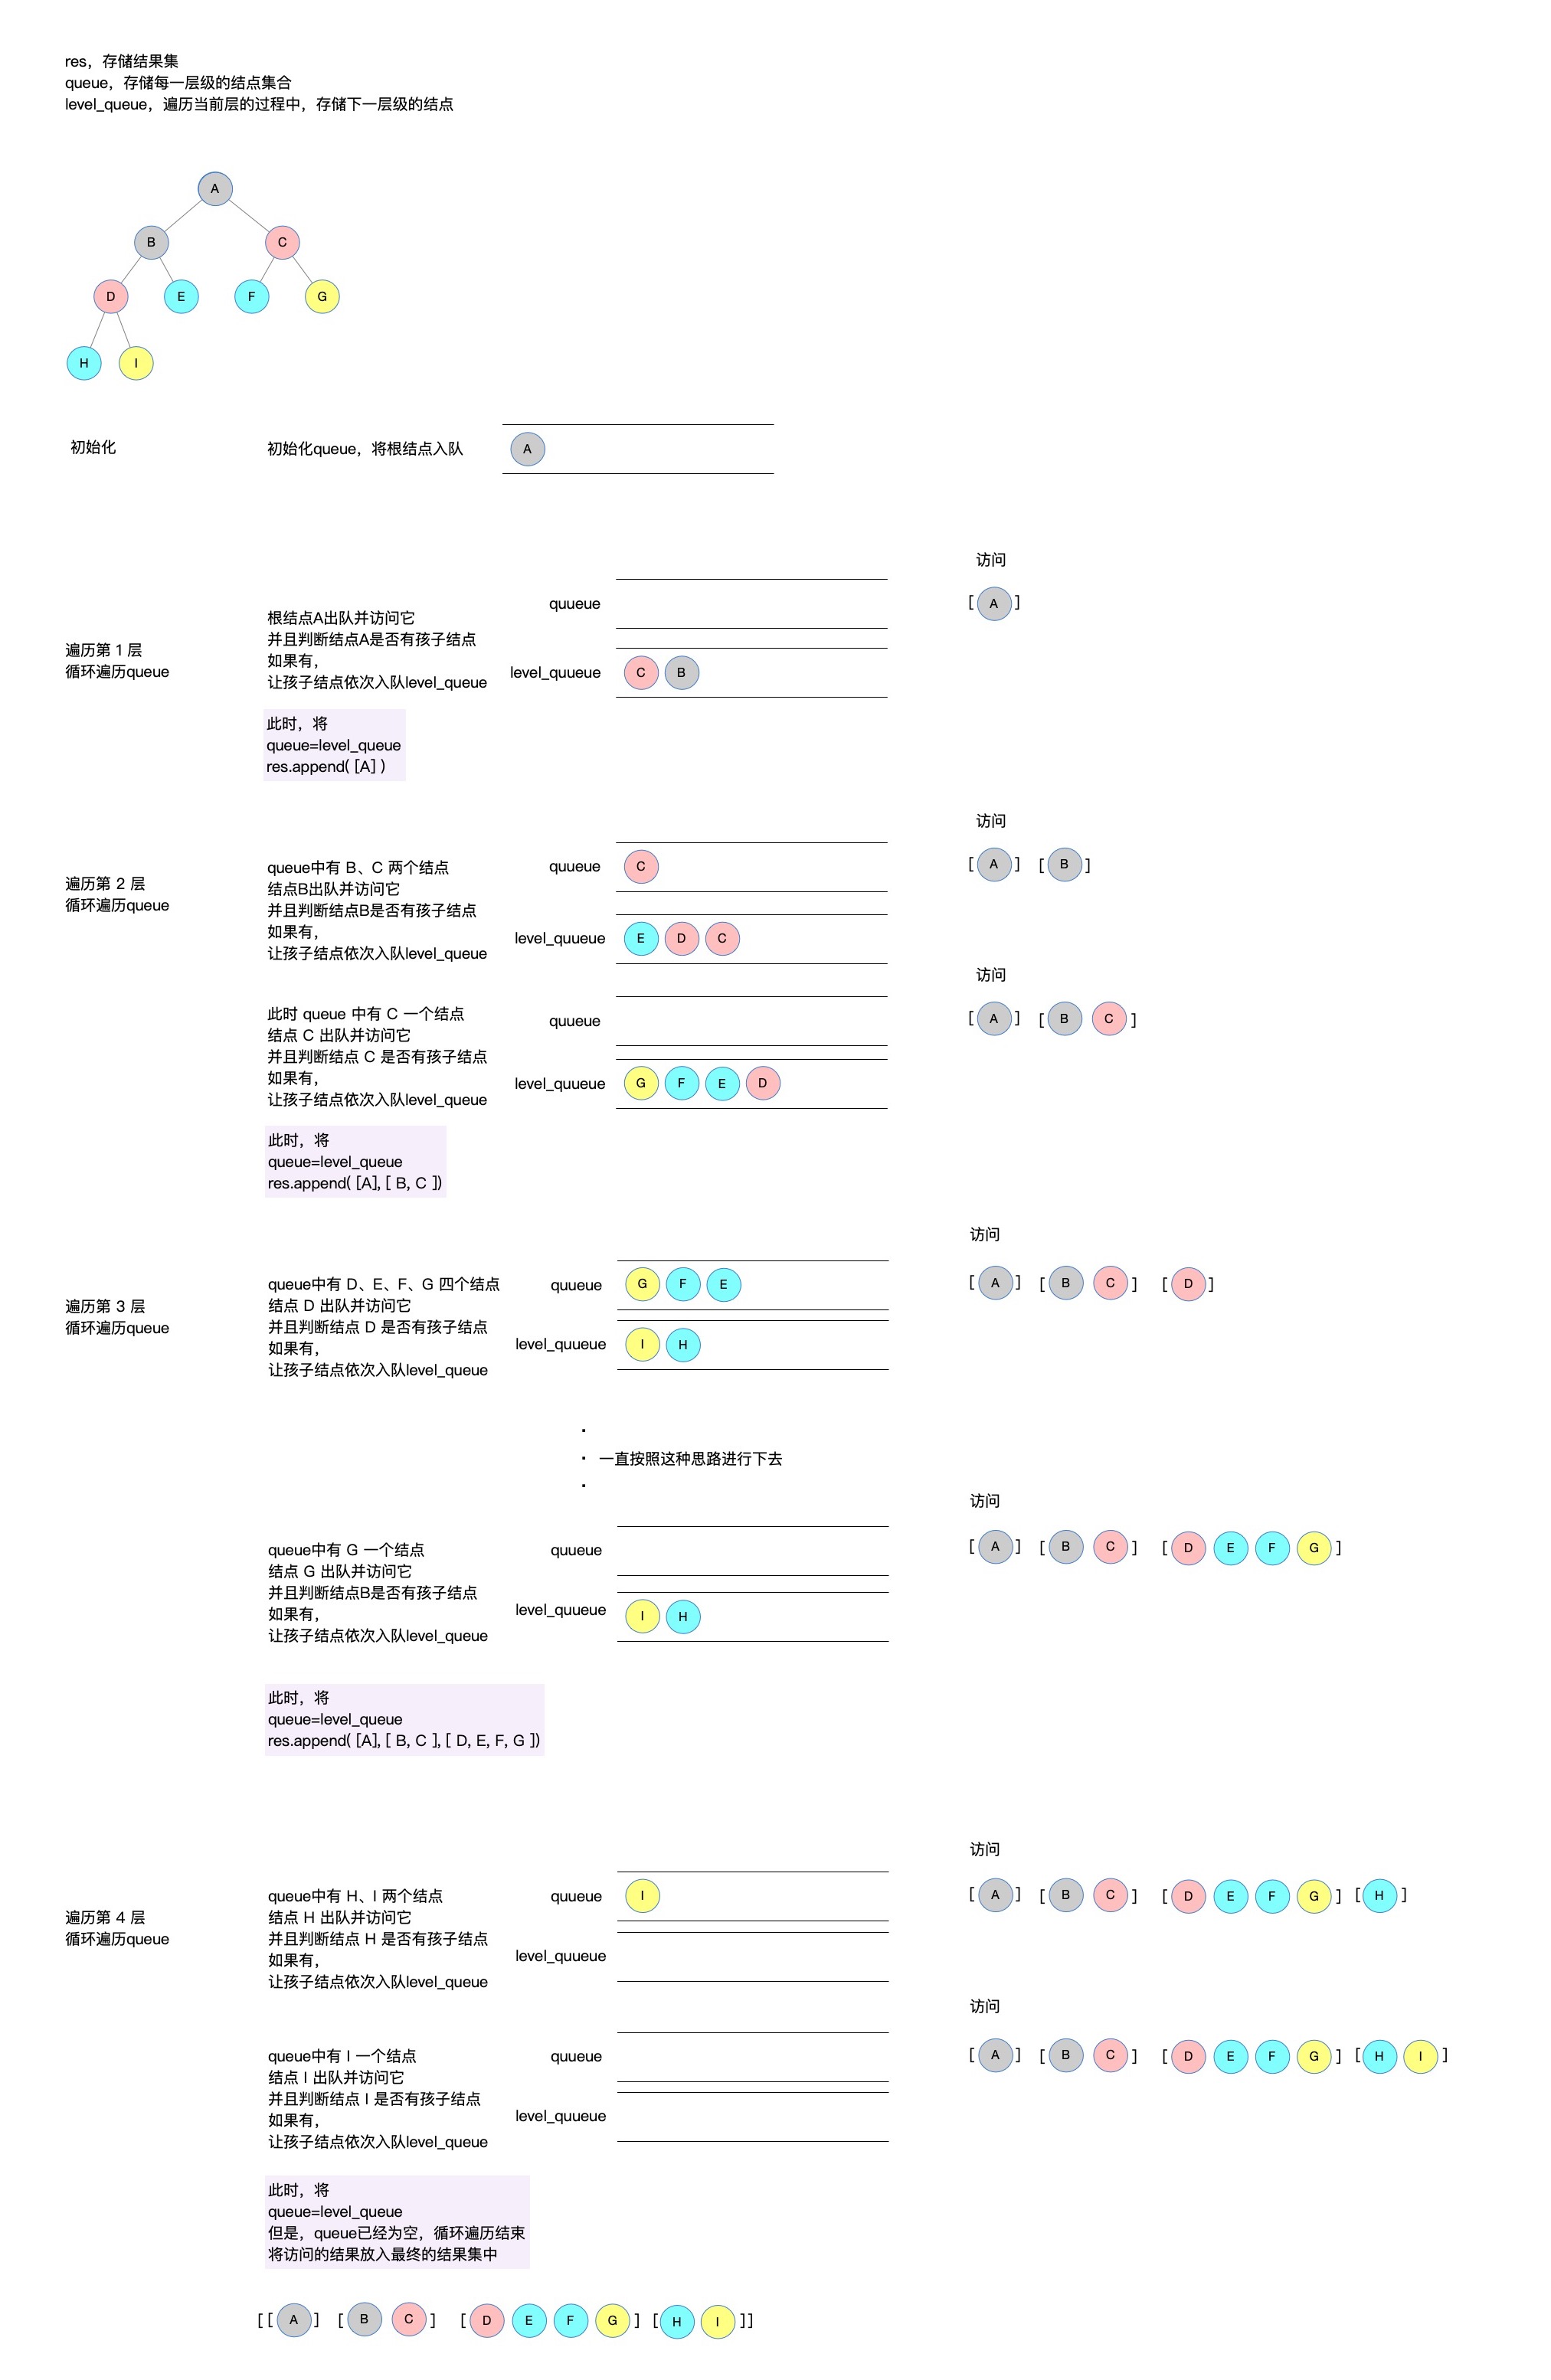 res，存储结果集
queue，存储每一层级的结点集合
level_queue，遍历当前层的过程中，存储下一层级的结点
A
B C
D E F G
H I
初始化
初始化queue，将根结点入队
A
访问
quueue
[ A ]
遍历第 1 层
循环遍历queue
根结点A出队并访问它
并且判断结点A是否有孩子结点
如果有，
让孩子结点依次入队level_queue
level_quueue
C B
此时，将
queue=level_queue
res.append( [A] )
访问
遍历第 2 层
循环遍历queue
queue中有 B、C 两个结点
结点B出队并访问它
并且判断结点B是否有孩子结点
如果有，
让孩子结点依次入队level_queue
quueue
C
[ A ] [ B ]
level_quueue
E D C
访问
此时 queue 中有 C 一个结点
结点 C 出队并访问它
并且判断结点 C 是否有孩子结点
如果有，
让孩子结点依次入队level_queue
quueue
[ A ] [ B C ]
level_quueue
G F E D
此时，将
queue=level_queue
res.append( [A], [ B, C ])
访问
遍历第 3 层
循环遍历queue
queue中有 D、E、F、G 四个结点
结点 D 出队并访问它
并且判断结点 D 是否有孩子结点
如果有，
让孩子结点依次入队level_queue
quueue
G F E
[ A ] [ B C ] [ D ]
level_quueue
I H
一直按照这种思路进行下去
访问
queue中有 G 一个结点
结点 G 出队并访问它
并且判断结点B是否有孩子结点
如果有，
让孩子结点依次入队level_queue
quueue
[ A ] [ B C ] [ D E F G ]
level_quueue
I H
此时，将
queue=level_queue
res.append( [A], [ B, C ], [ D, E, F, G ])
访问
遍历第 4 层
循环遍历queue
queue中有 H、I 两个结点
结点 H 出队并访问它
并且判断结点 H 是否有孩子结点
如果有，
让孩子结点依次入队level_queue
quueue
I
[ A ] [ B C ] [ D E F G ] [ H ]
level_quueue
访问
queue中有 I 一个结点
结点 I 出队并访问它
并且判断结点 I 是否有孩子结点
如果有，
让孩子结点依次入队level_queue
quueue
[ A ] [ B C ] [ D E F G ] [ H I ]
level_quueue
此时，将
queue=level_queue
但是，queue已经为空，循环遍历结束
将访问的结果放入最终的结果集中
[ [ A ] [ B C ] [ D E F G ] [ H I ] ]